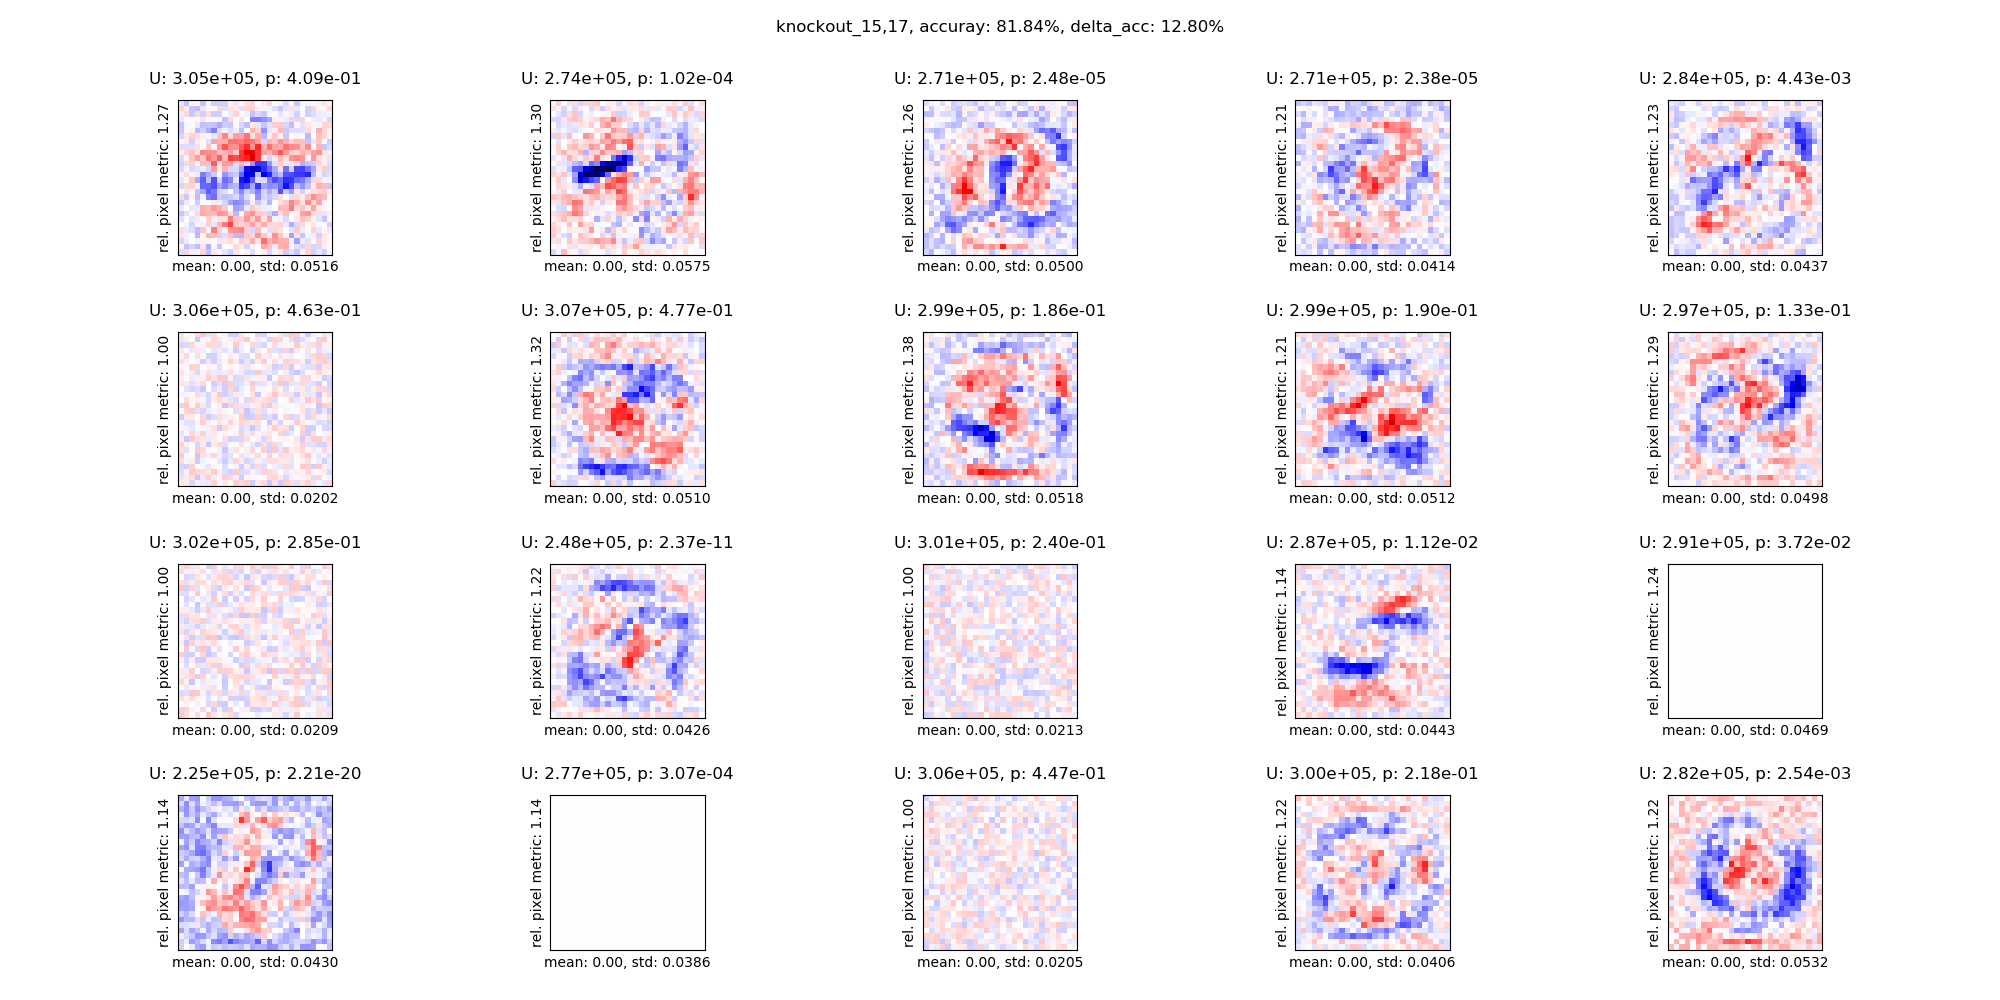 knockout_15,17, accuray: 81.84%, delta_acc: 12.80%
U: 3.05e+05, p: 4.09e-01
rel. pixel metric: 1.27
mean: 0.00, std: 0.0516
U: 2.74e+05, p: 1.02e-04
rel. pixel metric: 1.30
mean: 0.00, std: 0.0575
U: 2.71e+05, p: 2.48e-05
rel. pixel metric: 1.26
mean: 0.00, std: 0.0500
U: 2.71e+05, p: 2.38e-05
rel. pixel metric: 1.21
mean: 0.00, std: 0.0414
U: 2.84e+05, p: 4.43e-03
rel. pixel metric: 1.23
mean: 0.00, std: 0.0437
U: 3.06e+05, p: 4.63e-01
rel. pixel metric: 1.00
mean: 0.00, std: 0.0202
U: 3.07e+05, p: 4.77e-01
rel. pixel metric: 1.32
mean: 0.00, std: 0.0510
U: 2.99e+05, p: 1.86e-01
rel. pixel metric: 1.38
mean: 0.00, std: 0.0518
U: 2.99e+05, p: 1.90e-01
rel. pixel metric: 1.21
mean: 0.00, std: 0.0512
U: 2.97e+05, p: 1.33e-01
rel. pixel metric: 1.29
mean: 0.00, std: 0.0498
U: 3.02e+05, p: 2.85e-01
rel. pixel metric: 1.00
mean: 0.00, std: 0.0209
U: 2.48e+05, p: 2.37e-11
rel. pixel metric: 1.22
mean: 0.00, std: 0.0426
U: 3.01e+05, p: 2.40e-01
rel. pixel metric: 1.00
mean: 0.00, std: 0.0213
U: 2.87e+05, p: 1.12e-02
rel. pixel metric: 1.14
mean: 0.00, std: 0.0443
U: 2.91e+05, p: 3.72e-02
rel. pixel metric: 1.24
mean: 0.00, std: 0.0469
U: 2.25e+05, p: 2.21e-20
rel. pixel metric: 1.14
mean: 0.00, std: 0.0430
U: 2.77e+05, p: 3.07e-04
rel. pixel metric: 1.14
mean: 0.00, std: 0.0386
U: 3.06e+05, p: 4.47e-01
rel. pixel metric: 1.00
mean: 0.00, std: 0.0205
U: 3.00e+05, p: 2.18e-01
rel. pixel metric: 1.22
mean: 0.00, std: 0.0406
U: 2.82e+05, p: 2.54e-03
rel. pixel metric: 1.22
mean: 0.00, std: 0.0532